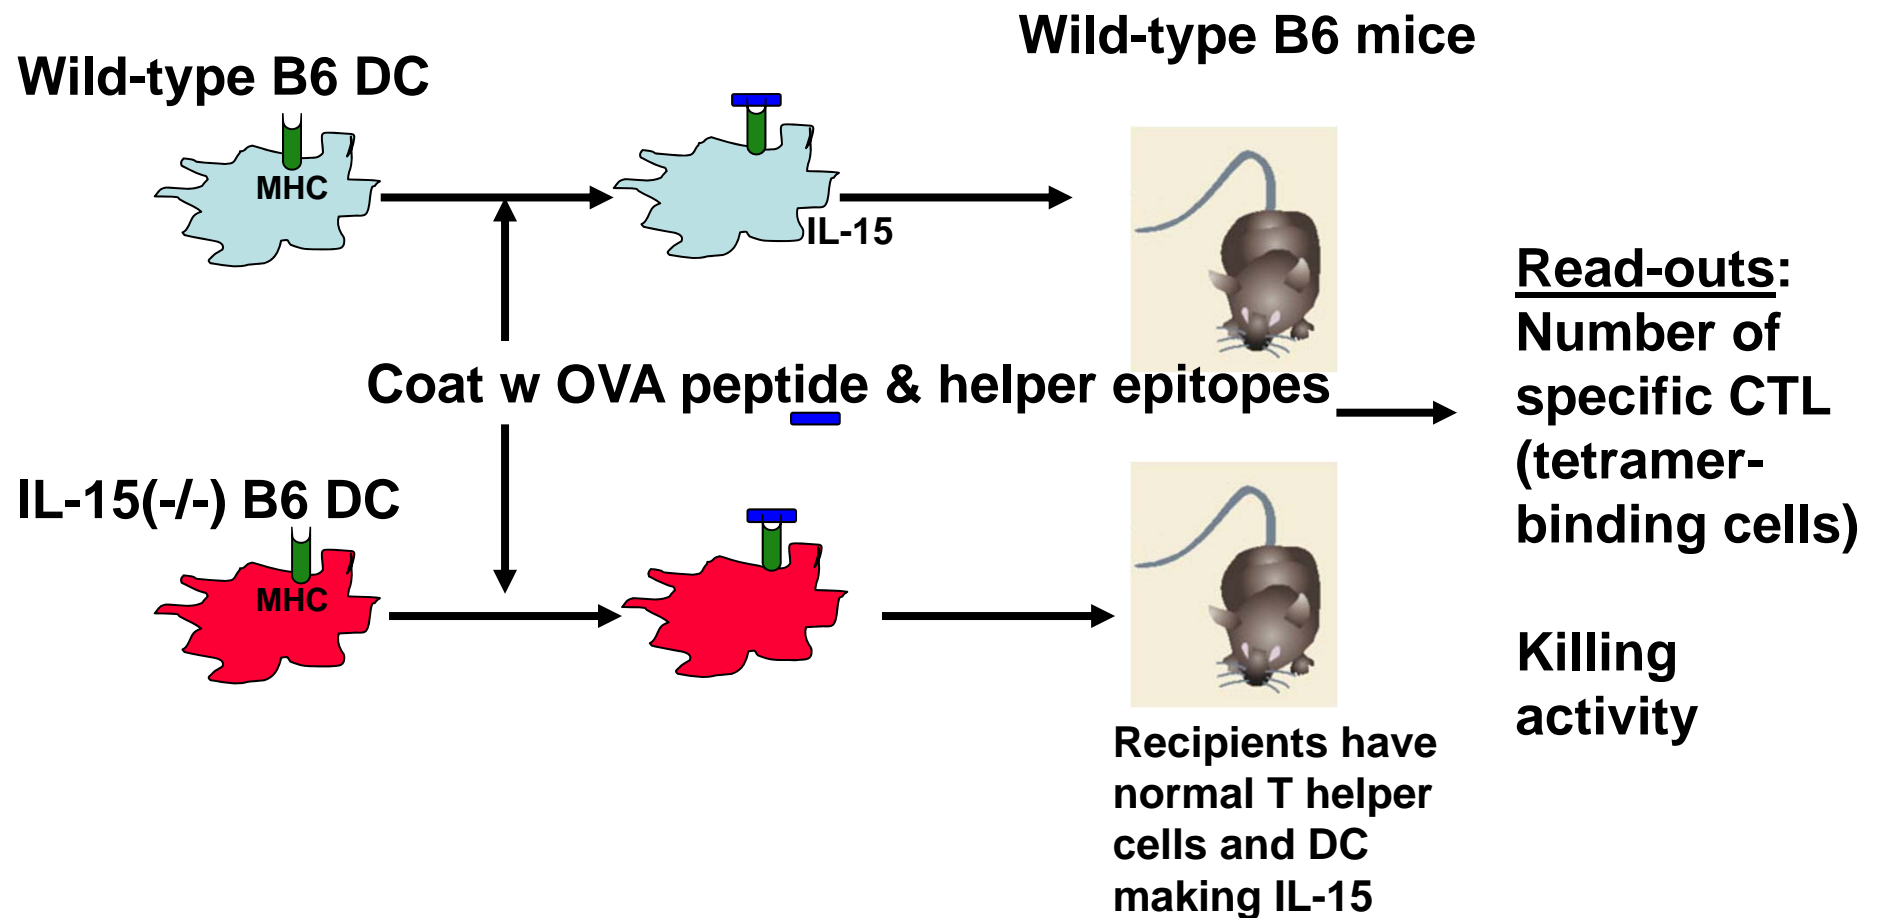 Wild-type B6 mice
Wild-type B6 DC
MHC
IL-15
Coat w OVA peptide & helper epitopes
IL-15(-/-) B6 DC
MHC
Recipients have
normal T helper
cells and DC
making IL-15
Read-outs:
Number of
specific CTL
(tetramer-
binding cells)
Killing
activity